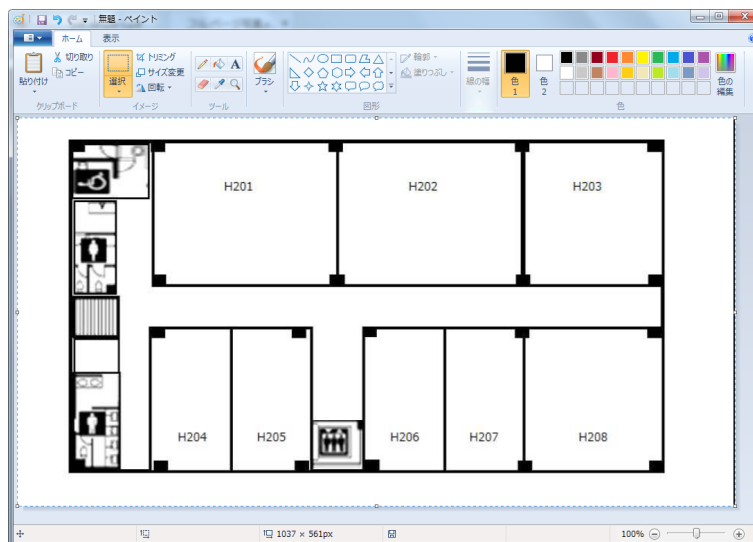 無題 - ペイント
ホーム
表示
貼り付け
切り取り
コピー
クリップボード
選択
トリミング
サイズ変更
回転
イメージ
A
ツール
ブラシ
輪郭
塗りつぶし
図形
線の幅
色
1
色
2
色の
編集
色
H201
H202
H203
H204
H205
H206
H207
H208
1037 × 561px
100%